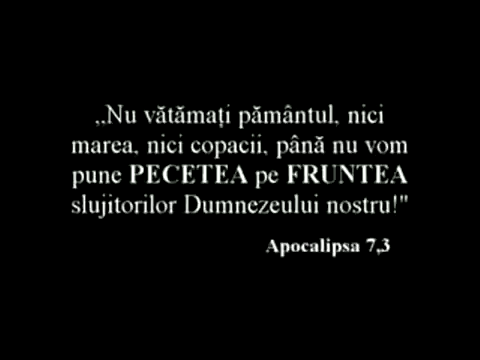 „Nu vătămați pământul, nici
marea, nici copacii, până nu vom
pune PECETEA pe FRUNTEA
slujitorilor Dumnezeului nostru!"
Apocalipsa 7,3